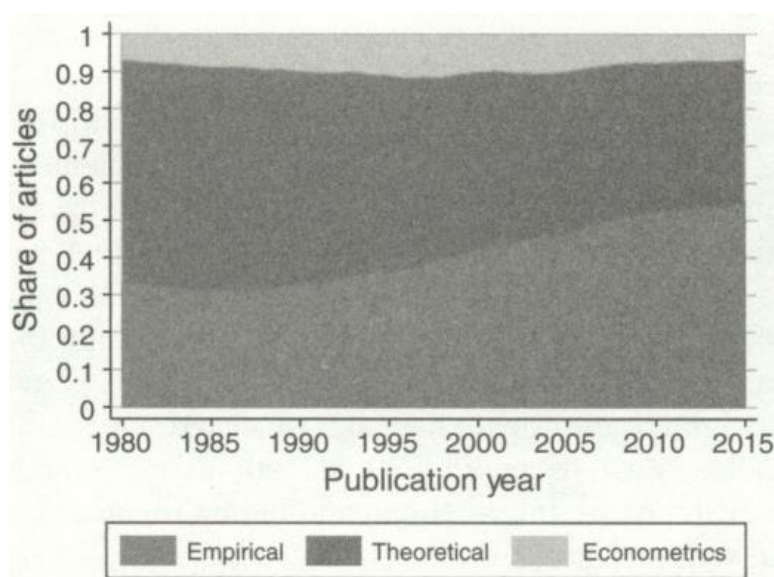 1
0.9
0.8
0.7
0.6
0.5
0.4
0.3
0.2
0.1
0
Share of articles
1980 1985 1990 1995 2000 2005 2010 2015
Publication year
Empirical Theoretical Econometrics